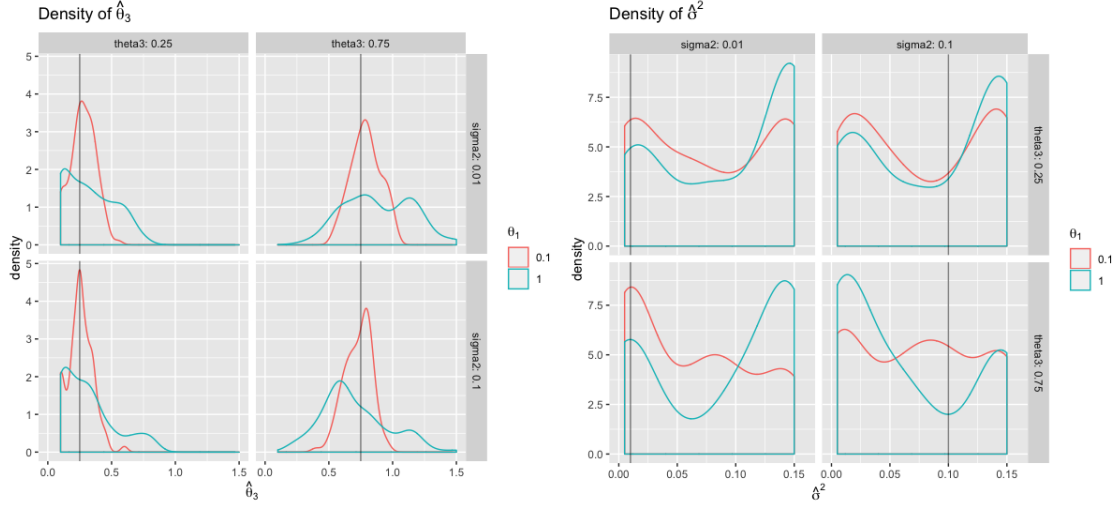 Density of θ̂₃
theta3: 0.25
theta3: 0.75
5
4
3
2
1
0
sigma2: 0.01
density
5
4
3
2
1
0
sigma2: 0.1
0.0
0.5
1.0
1.5
0.0
0.5
1.0
1.5
θ̂₃
θ₁
0.1
1
Density of σ̂²
sigma2: 0.01
sigma2: 0.1
7.5
5.0
2.5
0.0
theta3: 0.25
density
7.5
5.0
2.5
0.0
theta3: 0.75
0.00
0.05
0.10
0.15
0.00
0.05
0.10
0.15
σ̂²
θ₁
0.1
1